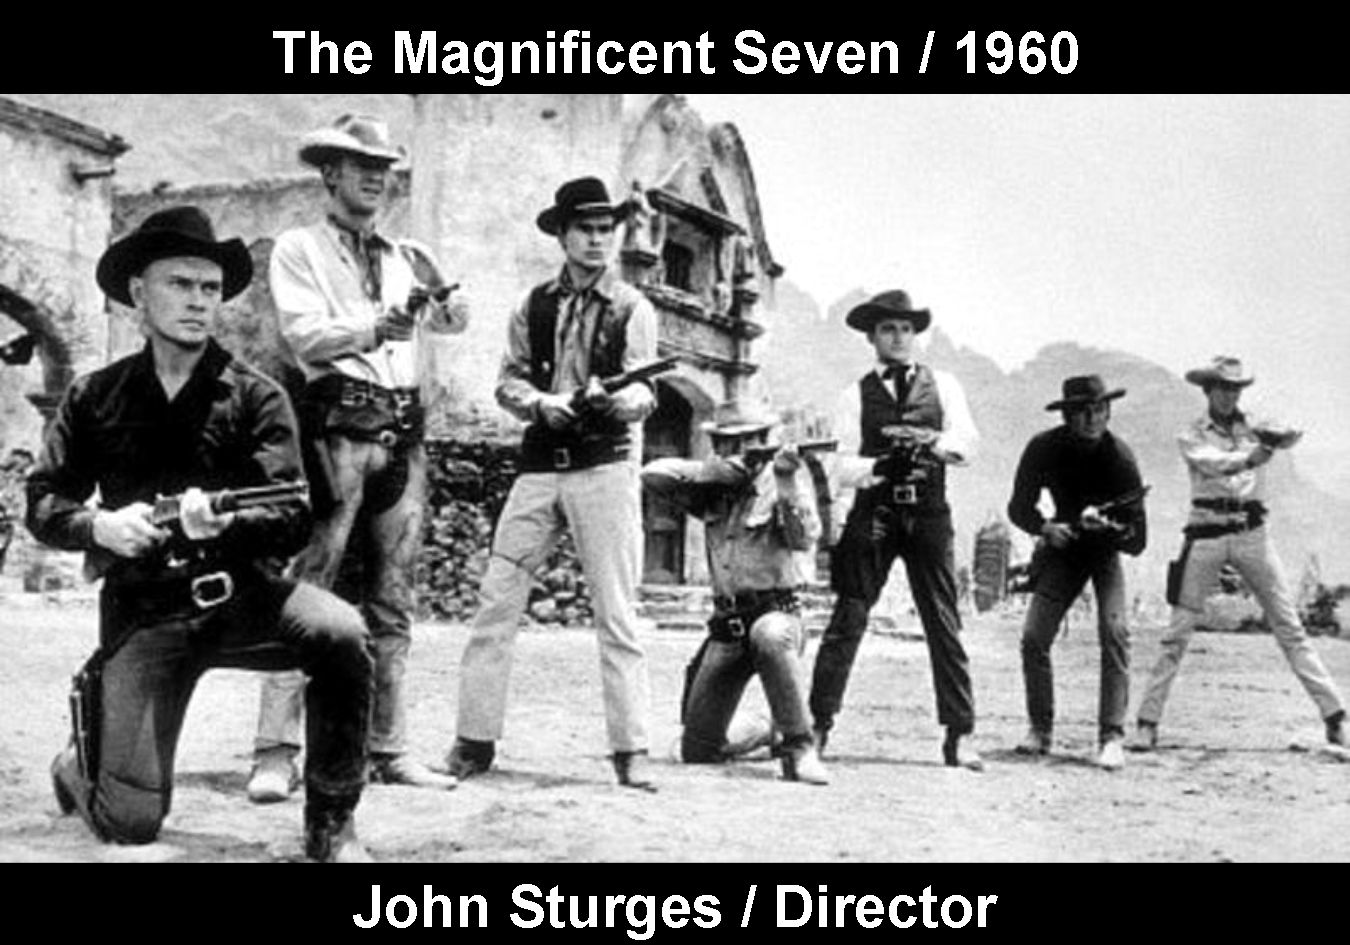 The Magnificent Seven / 1960
John Sturges / Director